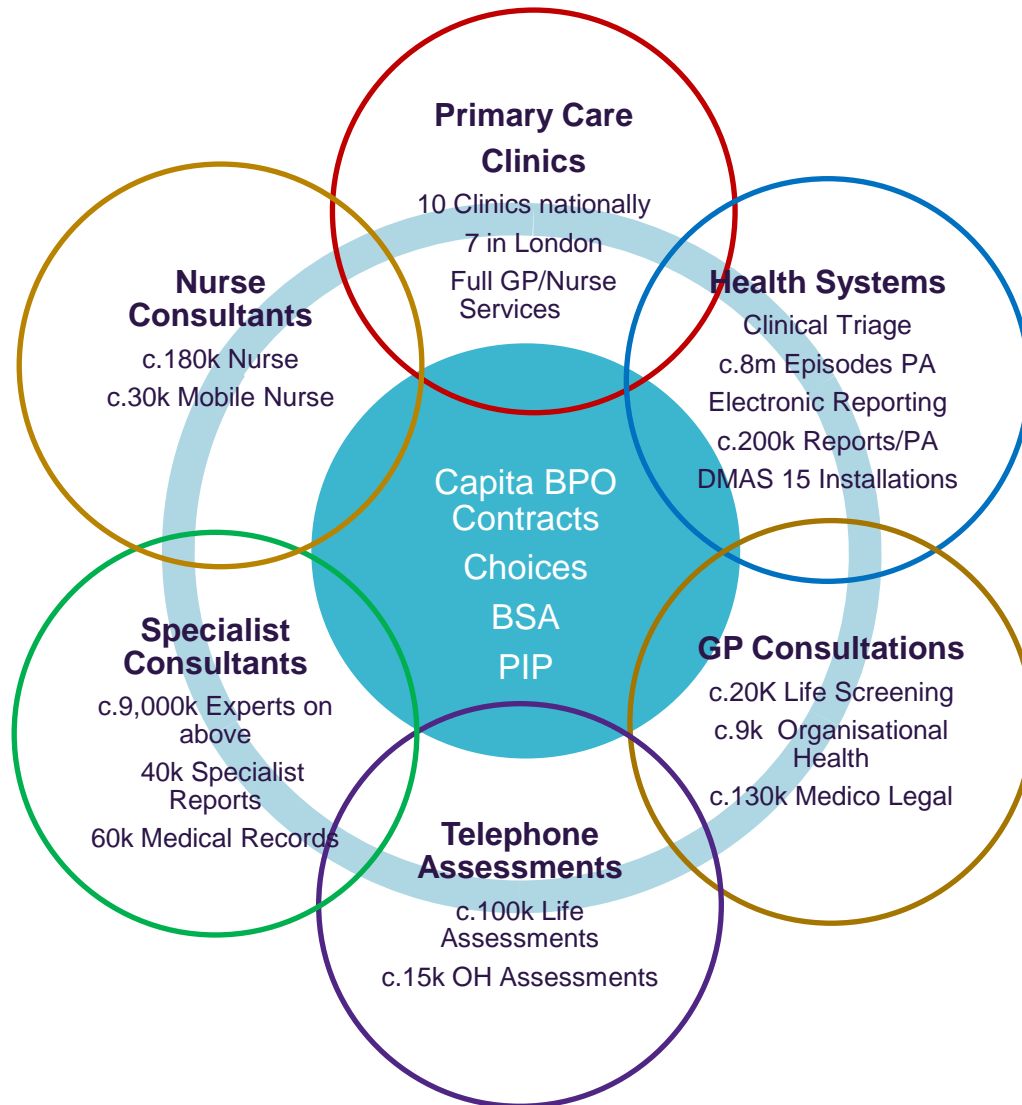 Primary Care
Clinics
10 Clinics nationally
7 in London
Full GP/Nurse
Services
Health Systems
Clinical Triage
c.8m Episodes PA
Electronic Reporting
c.200k Reports/PA
DMAS 15 Installations
Nurse
Consultants
c.180k Nurse
c.30k Mobile Nurse
Capita BPO
Contracts
Choices
BSA
PIP
Specialist
Consultants
c.9,000k Experts on
above
40k Specialist
Reports
60k Medical Records
GP Consultations
c.20K Life Screening
c.9k Organisational
Health
c.130k Medico Legal
Telephone
Assessments
c.100k Life
Assessments
c.15k OH Assessments